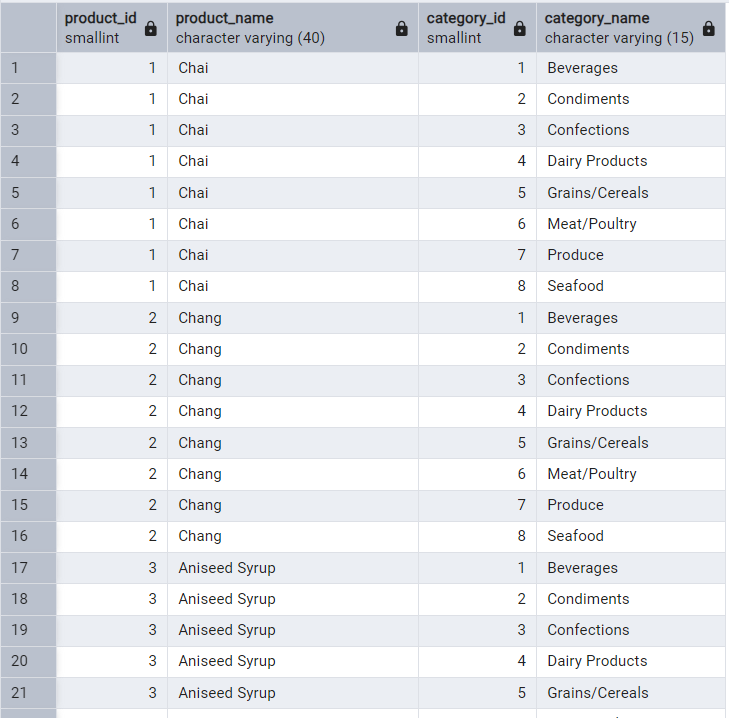 product_id product_name category_id category_name
smallint character varying (40) smallint character varying (15)
1 1 Chai 1 Beverages
2 1 Chai 2 Condiments
3 1 Chai 3 Confections
4 1 Chai 4 Dairy Products
5 1 Chai 5 Grains/Cereals
6 1 Chai 6 Meat/Poultry
7 1 Chai 7 Produce
8 1 Chai 8 Seafood
9 2 Chang 1 Beverages
10 2 Chang 2 Condiments
11 2 Chang 3 Confections
12 2 Chang 4 Dairy Products
13 2 Chang 5 Grains/Cereals
14 2 Chang 6 Meat/Poultry
15 2 Chang 7 Produce
16 2 Chang 8 Seafood
17 3 Aniseed Syrup 1 Beverages
18 3 Aniseed Syrup 2 Condiments
19 3 Aniseed Syrup 3 Confections
20 3 Aniseed Syrup 4 Dairy Products
21 3 Aniseed Syrup 5 Grains/Cereals